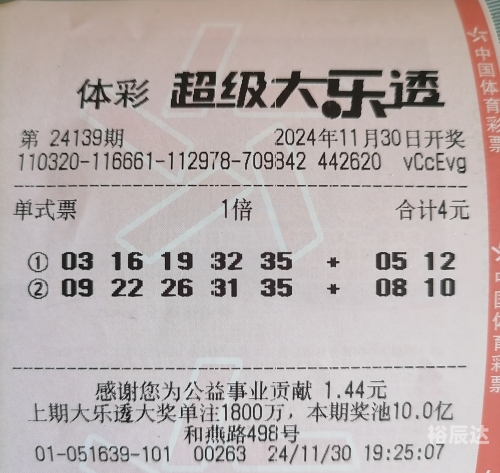 体彩 超级大乐透
第 24139期 2024年11月30日开奖
110320-116661-112978-709842 442620 vCcEvg
单式票 1倍 合计4元
① 03 16 19 32 35 + 05 12
② 09 22 26 31 35 + 08 10
感谢您为公益事业贡献 1.44元
上期大乐透大奖单注1800万，本期奖池10.0亿
和燕路498号
01-051639-101 00263 24/11/30 19:25:07
中国体育彩票
中国体育彩票
裕辰达